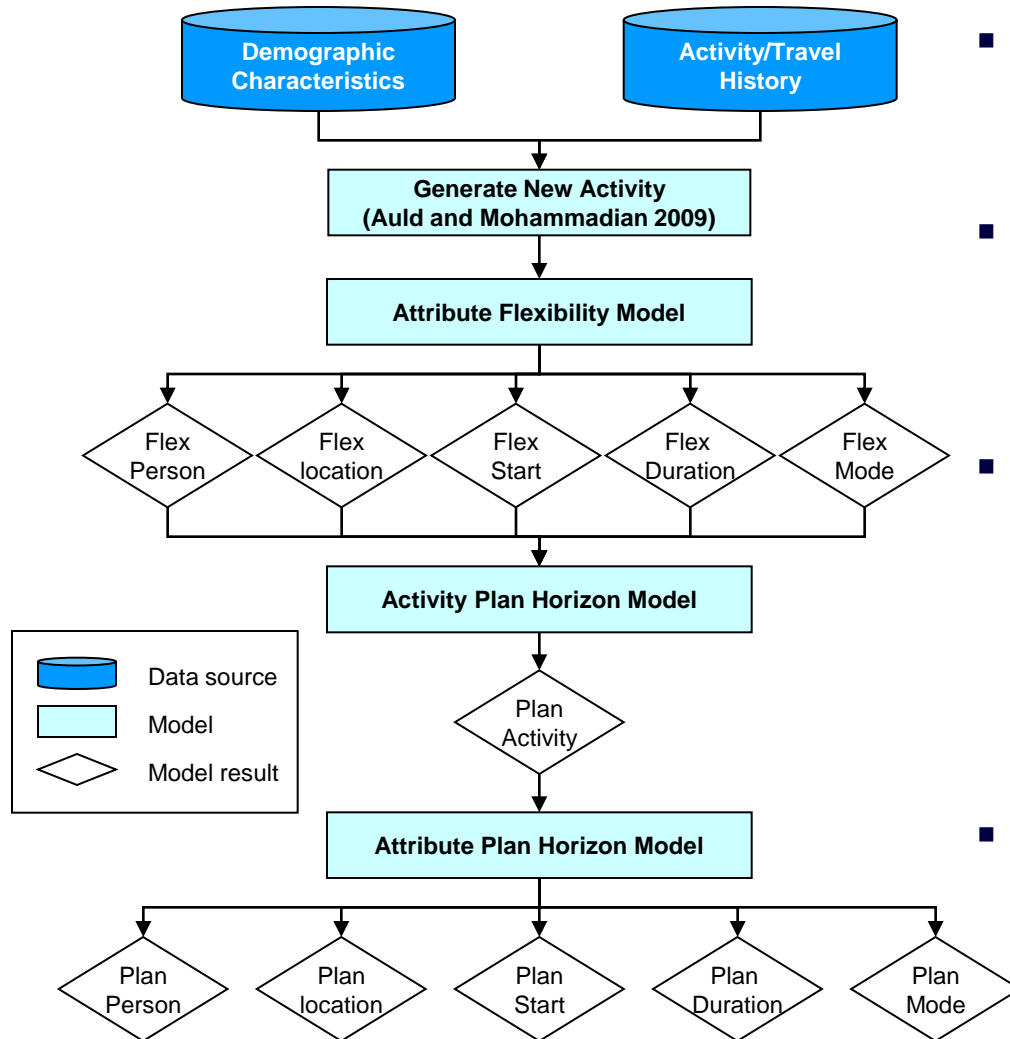 Demographic
Characteristics
Activity/Travel
History
Generate New Activity
(Auld and Mohammadian 2009)
Attribute Flexibility Model
Flex
Person
Flex
location
Flex
Start
Flex
Duration
Flex
Mode
Activity Plan Horizon Model
Data source
Model
Model result
Plan
Activity
Attribute Plan Horizon Model
Plan
Person
Plan
location
Plan
Start
Plan
Duration
Plan
Mode